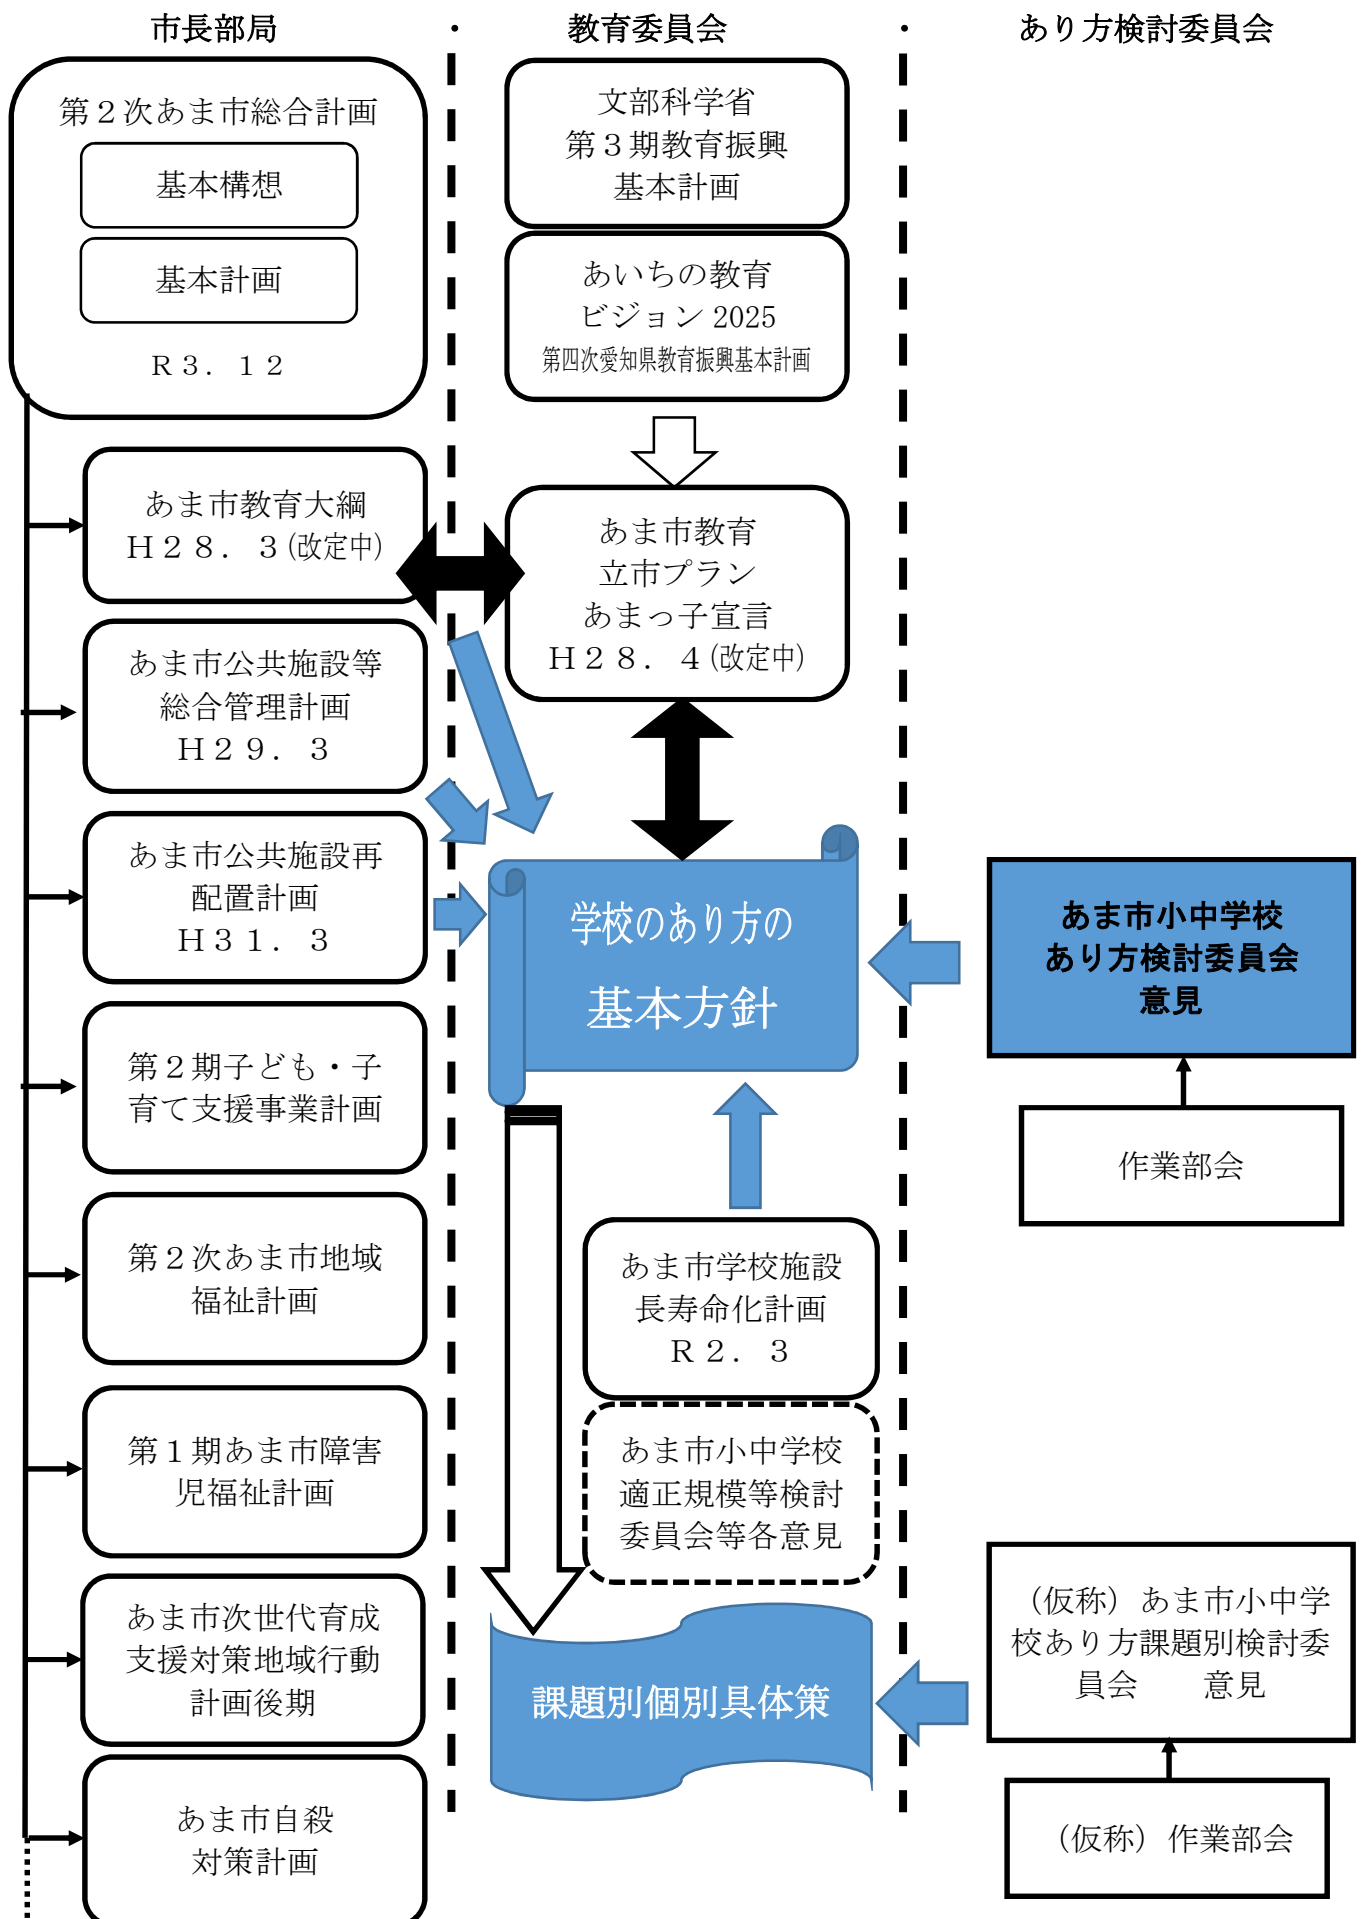 市長部局
・
教育委員会
・
あり方検討委員会
第２次あま市総合計画
基本構想
基本計画
Ｒ３．１２
あま市教育大綱
Ｈ２８．３(改定中)
あま市公共施設等
総合管理計画
Ｈ２９．３
あま市公共施設再
配置計画
Ｈ３１．３
第２期子ども・子
育て支援事業計画
第２次あま市地域
福祉計画
第１期あま市障害
児福祉計画
あま市次世代育成
支援対策地域行動
計画後期
あま市自殺
対策計画
文部科学省
第３期教育振興
基本計画
あいちの教育
ビジョン 2025
第四次愛知県教育振興基本計画
あま市教育
立市プラン
あまっ子宣言
Ｈ２８．４(改定中)
学校のあり方の
基本方針
あま市学校施設
長寿命化計画
Ｒ２．３
あま市小中学校
適正規模等検討
委員会等各意見
課題別個別具体策
あま市小中学校
あり方検討委員会
意見
作業部会
（仮称）あま市小中学
校あり方課題別検討委
員会　　意見
（仮称）作業部会